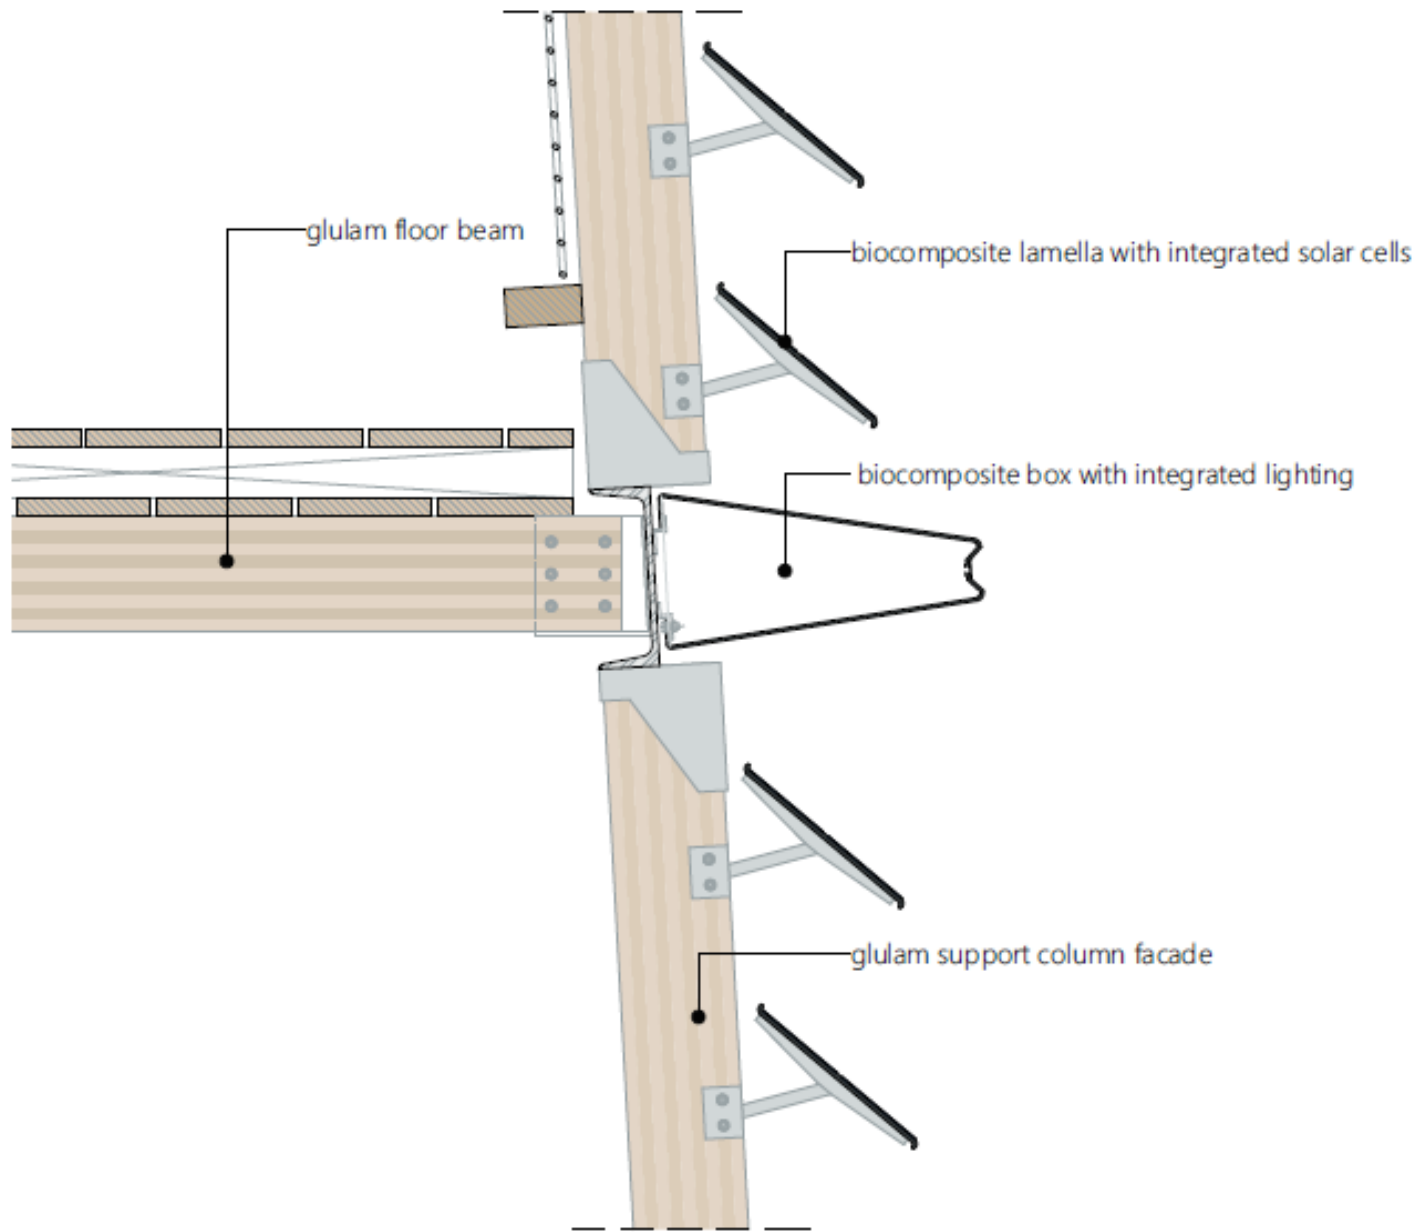 glulam floor beam
biocomposite lamella with integrated solar cells
biocomposite box with integrated lighting
glulam support column facade